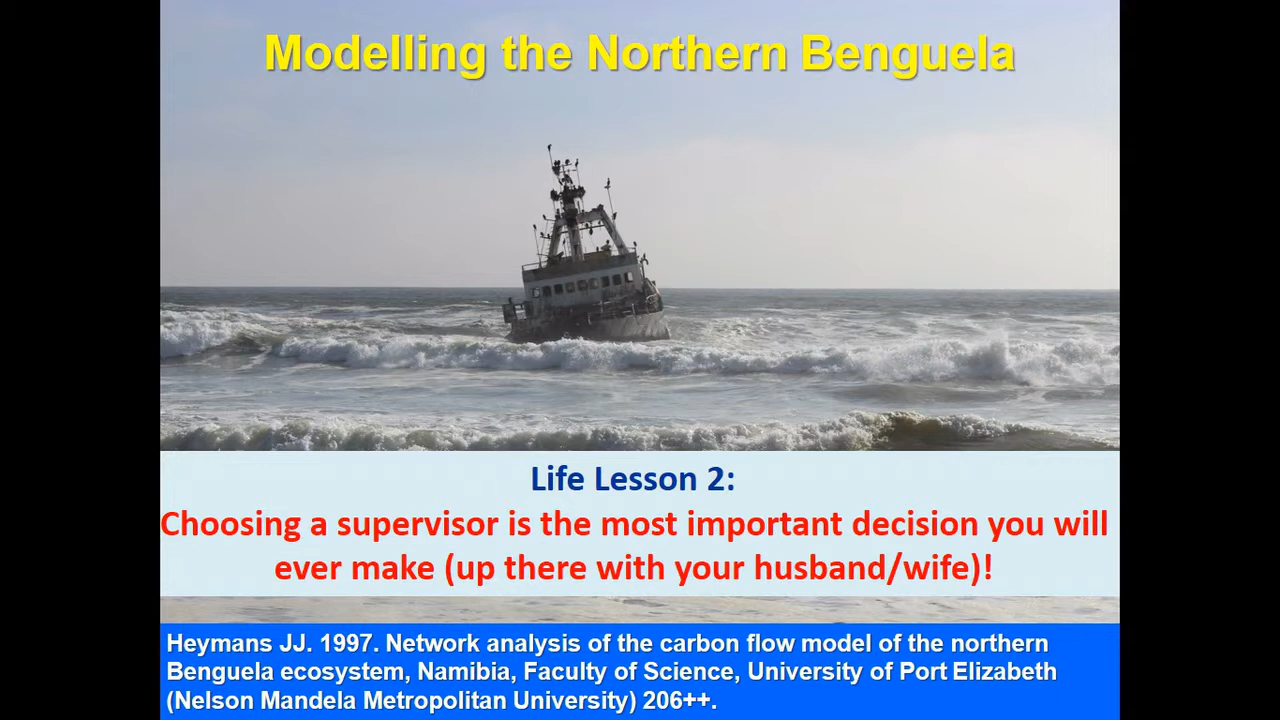 Modelling the Northern Benguela
Life Lesson 2:
Choosing a supervisor is the most important decision you will
ever make (up there with your husband/wife)!
Heymans JJ. 1997. Network analysis of the carbon flow model of the northern
Benguela ecosystem, Namibia, Faculty of Science, University of Port Elizabeth
(Nelson Mandela Metropolitan University) 206++.